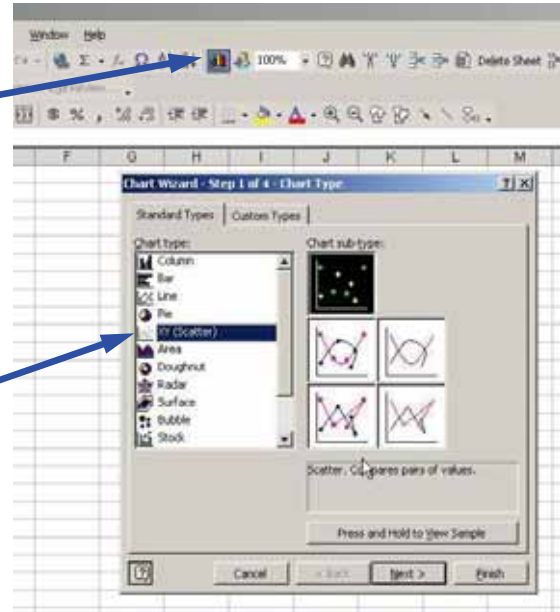 Window Help
100%
Delete Sheet
$ % ,
F G H I J K L M
Chart Wizard - Step 1 of 4 - Chart Type
Standard Types Custom Types
Chart type:
Chart sub-type:
Column
Bar
Line
Pie
XY (Scatter)
Area
Doughnut
Radar
Surface
Bubble
Stock
Scatter. Compares pairs of values.
Press and Hold to View Sample
Cancel < Back Next > Finish